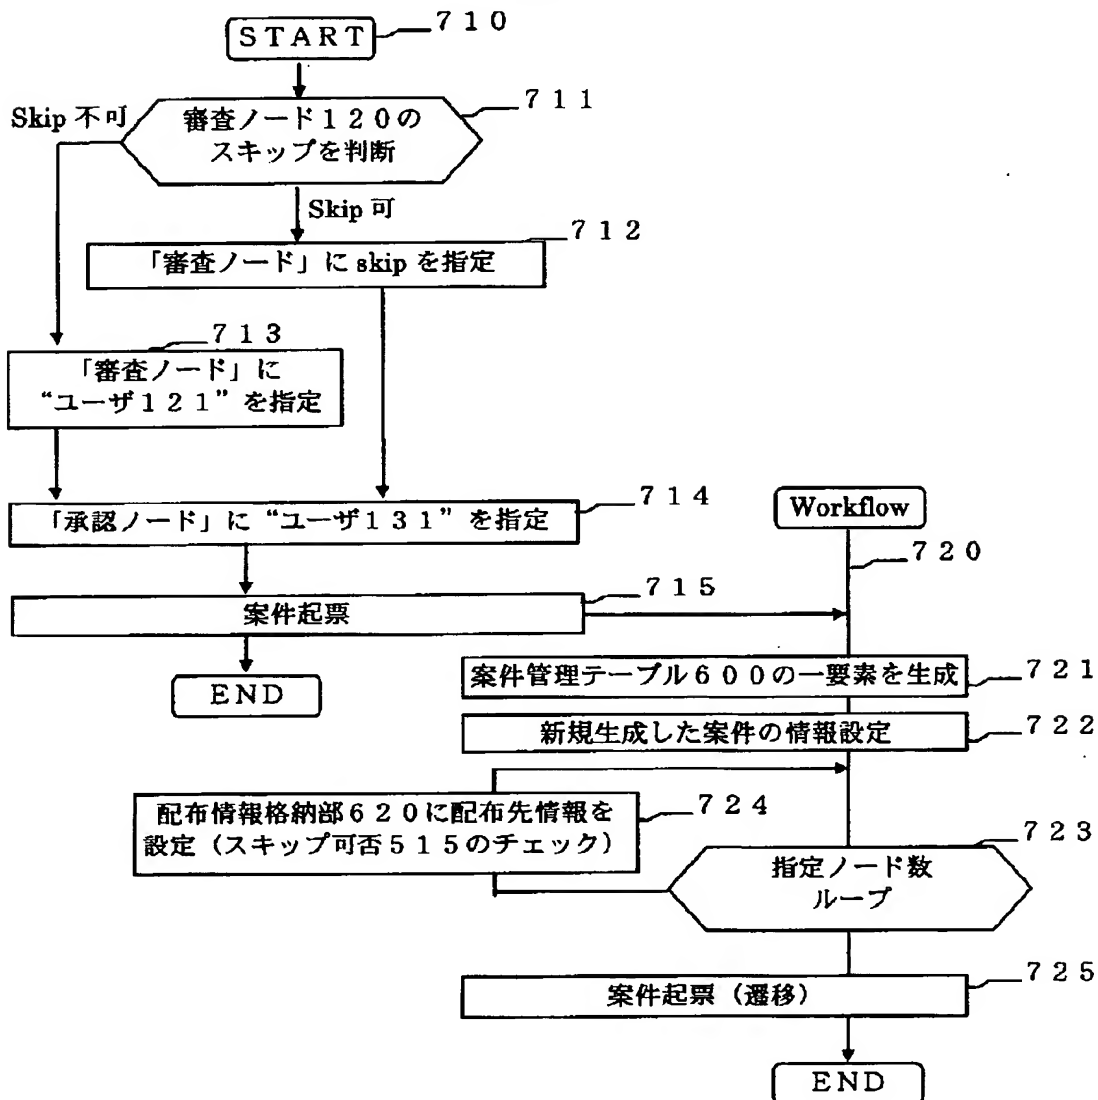 START
710
711
審査ノード120の
スキップを判断
Skip 不可
Skip 可
712
「審査ノード」に skip を指定
713
「審査ノード」に
“ユーザ121”を指定
714
「承認ノード」に“ユーザ131”を指定
715
案件起票
END
Workflow
720
案件管理テーブル600の一要素を生成
721
新規生成した案件の情報設定
722
配布情報格納部620に配布先情報を
設定（スキップ可否515のチェック）
724
723
指定ノード数
ループ
案件起票（遷移）
725
END